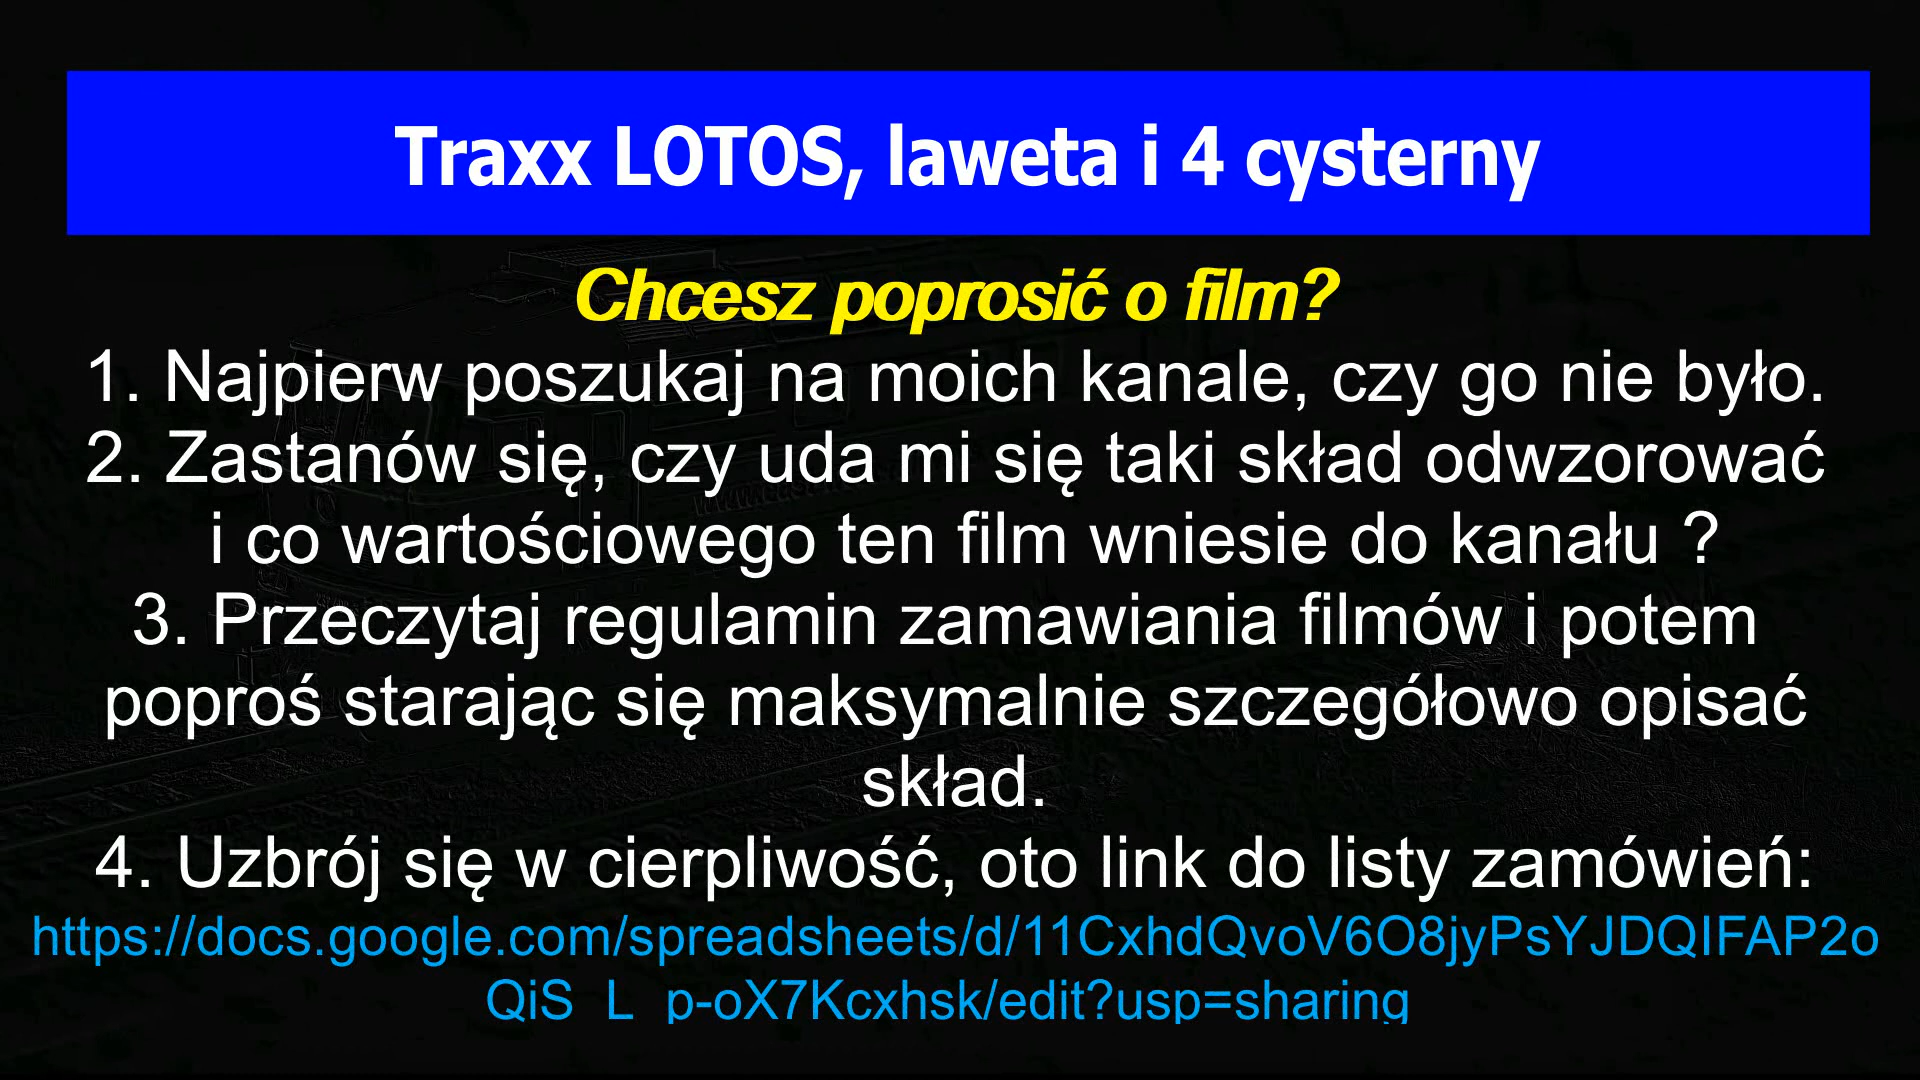 Traxx LOTOS, laweta i 4 cysterny
Chcesz poprosić o film?
1. Najpierw poszukaj na moich kanale, czy go nie było.
2. Zastanów się, czy uda mi się taki skład odwzorować
i co wartościowego ten film wniesie do kanału ?
3. Przeczytaj regulamin zamawiania filmów i potem
poproś starając się maksymalnie szczegółowo opisać
skład.
4. Uzbrój się w cierpliwość, oto link do listy zamówień:
https://docs.google.com/spreadsheets/d/11CxhdQvoV6O8jyPsYJDQIFAP2o
QiS_L_p-oX7Kcxhsk/edit?usp=sharing